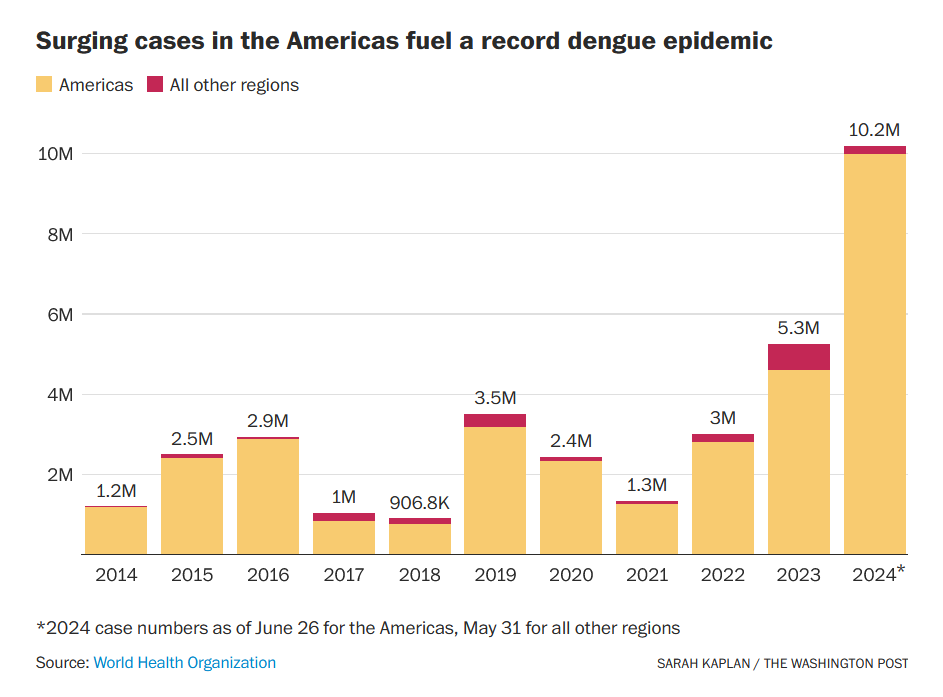 Surging cases in the Americas fuel a record dengue epidemic
Americas All other regions
10.2M
10M
8M
6M
5.3M
4M
3.5M
3M
2.9M
2.5M
2.4M
2M
1.3M
1.2M
1M
906.8K
2014 2015 2016 2017 2018 2019 2020 2021 2022 2023 2024*
*2024 case numbers as of June 26 for the Americas, May 31 for all other regions
Source: World Health Organization
SARAH KAPLAN / THE WASHINGTON POST